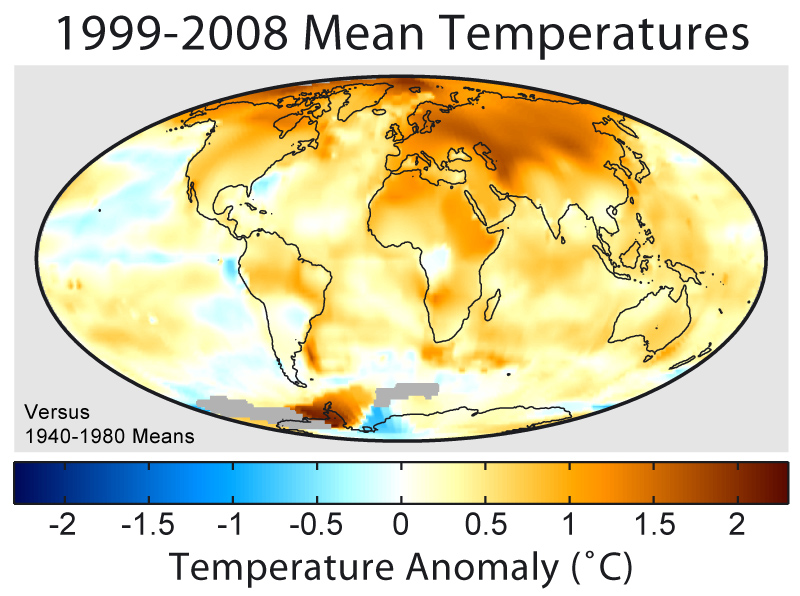 1999-2008 Mean Temperatures
Versus
1940-1980 Means
-2 -1.5 -1 -0.5 0 0.5 1 1.5 2
Temperature Anomaly (˚C)